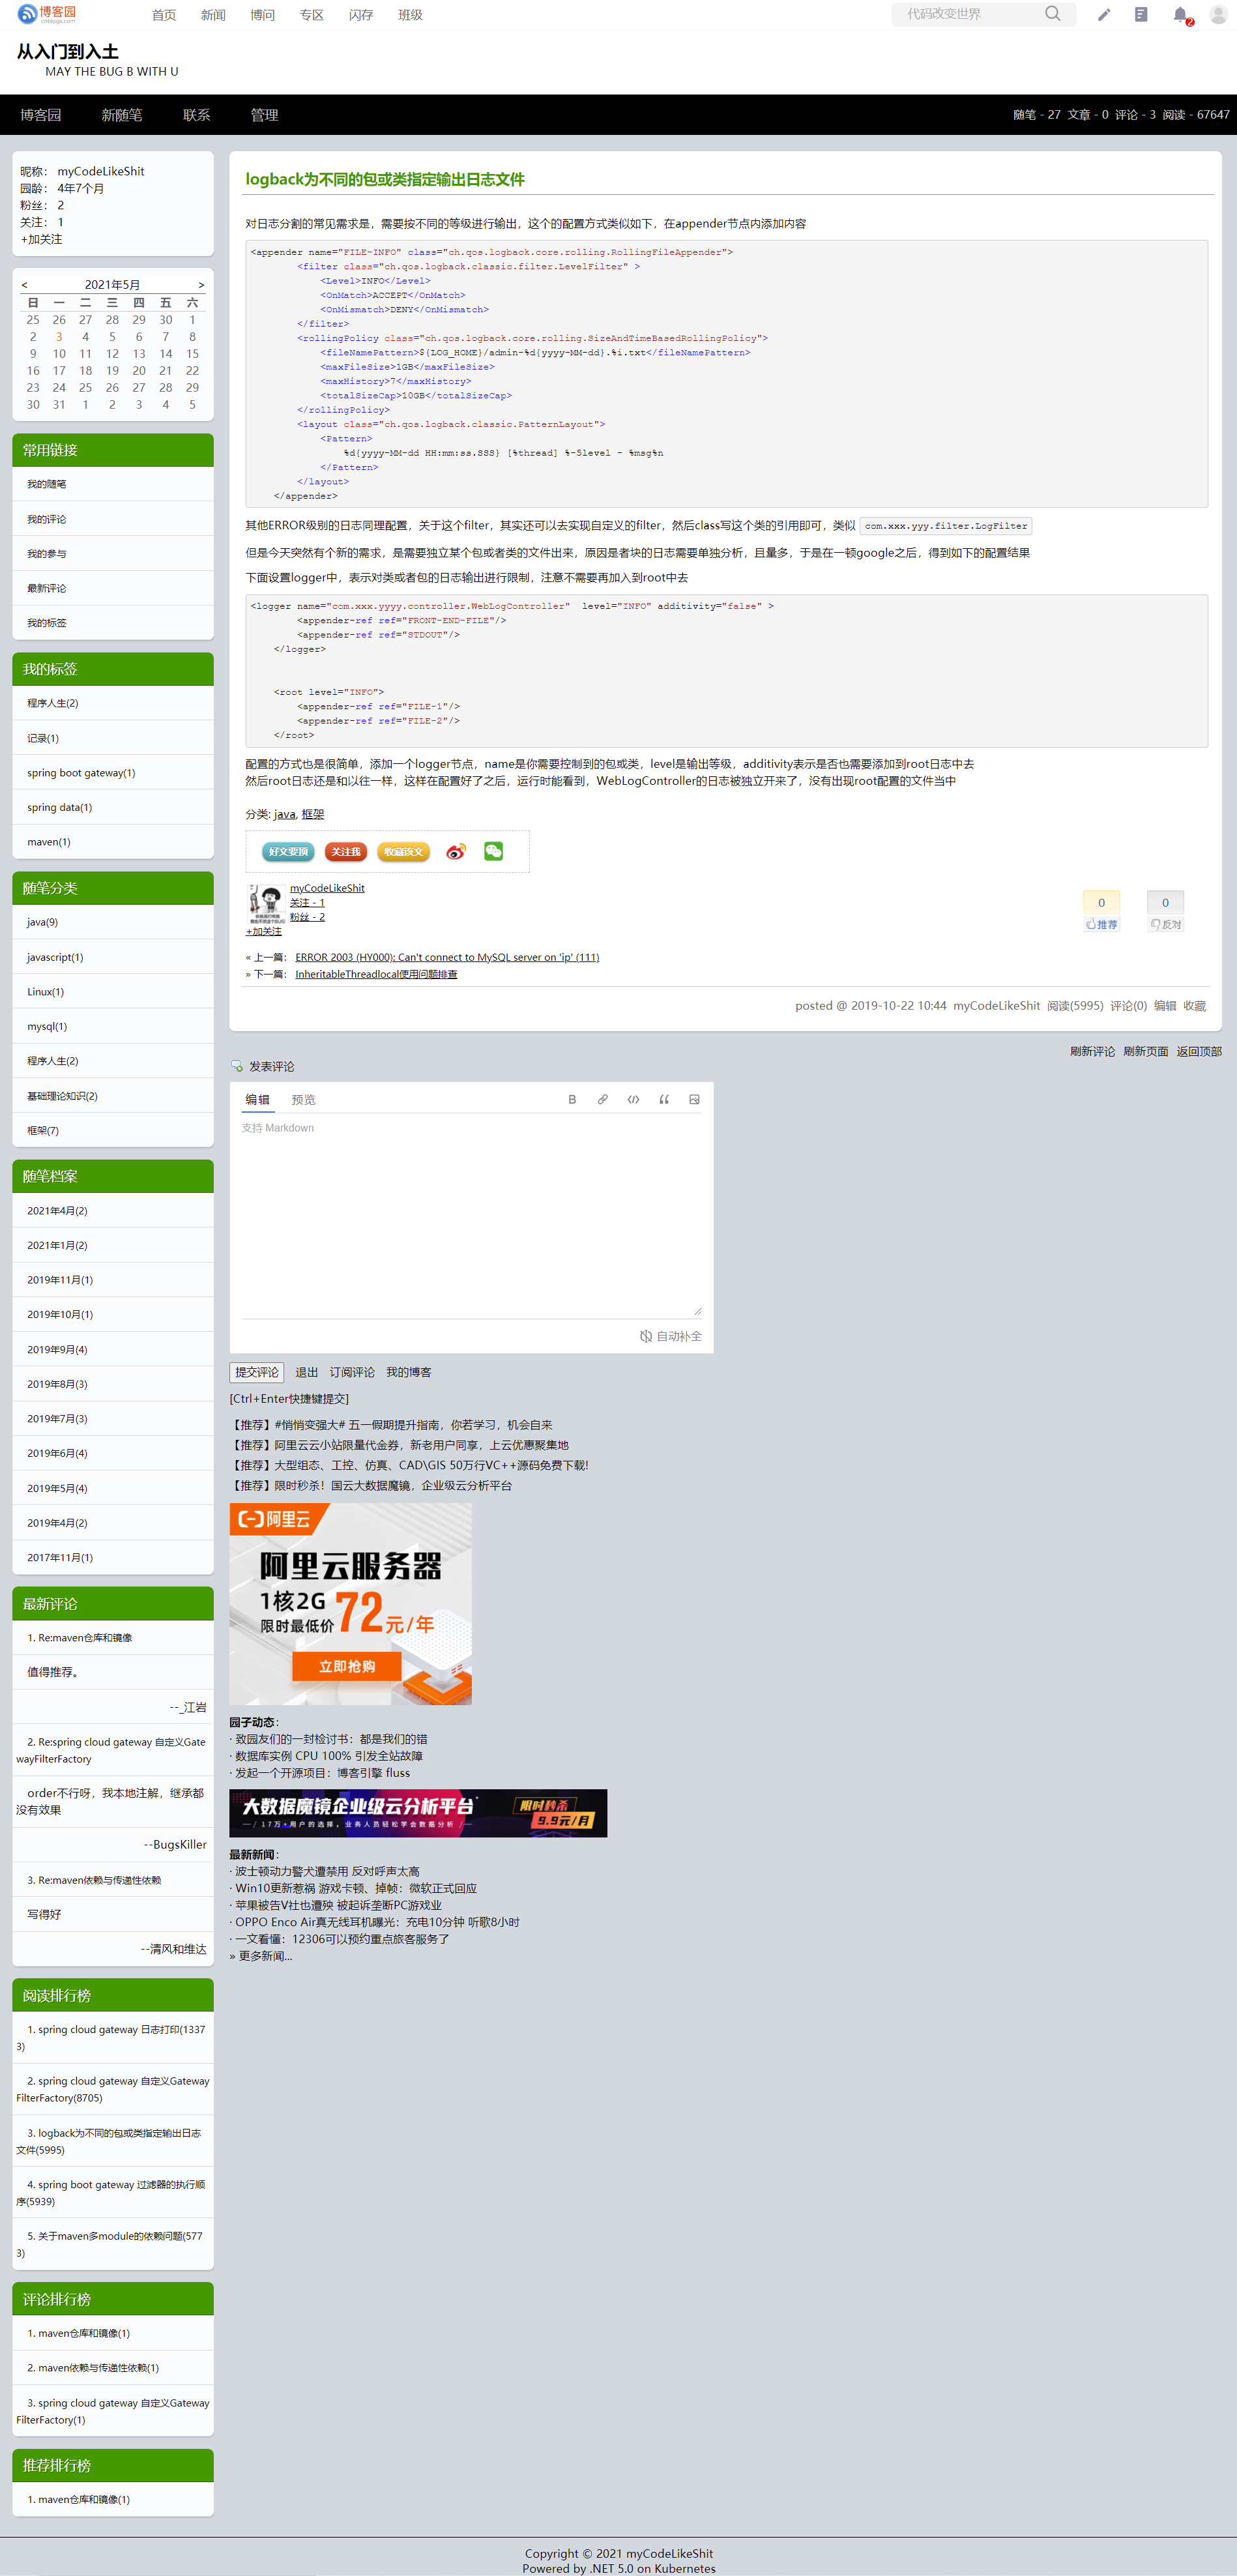 博客园
cnblogs.com
首页 新闻 博问 专区 闪存 班级
代码改变世界
2
从入门到入土
MAY THE BUG B WITH U
博客园 新随笔 联系 管理
随笔 - 27 文章 - 0 评论 - 3 阅读 - 67647
昵称： myCodeLikeShit
园龄： 4年7个月
粉丝： 2
关注： 1
+加关注
< 2021年5月 >
日 一 二 三 四 五 六
25 26 27 28 29 30 1
2 3 4 5 6 7 8
9 10 11 12 13 14 15
16 17 18 19 20 21 22
23 24 25 26 27 28 29
30 31 1 2 3 4 5
常用链接
我的随笔
我的评论
我的参与
最新评论
我的标签
我的标签
程序人生(2)
记录(1)
spring boot gateway(1)
spring data(1)
maven(1)
随笔分类
java(9)
javascript(1)
Linux(1)
mysql(1)
程序人生(2)
基础理论知识(2)
框架(7)
随笔档案
2021年4月(2)
2021年1月(2)
2019年11月(1)
2019年10月(1)
2019年9月(4)
2019年8月(3)
2019年7月(3)
2019年6月(4)
2019年5月(4)
2019年4月(2)
2017年11月(1)
最新评论
1. Re:maven仓库和镜像
值得推荐。
--_江岩
2. Re:spring cloud gateway 自定义Gate
wayFilterFactory
order不行呀，我本地注解，继承都
没有效果
--BugsKiller
3. Re:maven依赖与传递性依赖
写得好
--清风和维达
阅读排行榜
1. spring cloud gateway 日志打印(1337
3)
2. spring cloud gateway 自定义Gateway
FilterFactory(8705)
3. logback为不同的包或类指定输出日志
文件(5995)
4. spring boot gateway 过滤器的执行顺
序(5939)
5. 关于maven多module的依赖问题(577
3)
评论排行榜
1. maven仓库和镜像(1)
2. maven依赖与传递性依赖(1)
3. spring cloud gateway 自定义Gateway
FilterFactory(1)
推荐排行榜
1. maven仓库和镜像(1)
logback为不同的包或类指定输出日志文件
对日志分割的常见需求是，需要按不同的等级进行输出，这个的配置方式类似如下，在appender节点内添加内容
<appender name="FILE-INFO" class="ch.qos.logback.core.rolling.RollingFileAppender">
<filter class="ch.qos.logback.classic.filter.LevelFilter" >
<Level>INFO</Level>
<OnMatch>ACCEPT</OnMatch>
<OnMismatch>DENY</OnMismatch>
</filter>
<rollingPolicy class="ch.qos.logback.core.rolling.SizeAndTimeBasedRollingPolicy">
<fileNamePattern>${LOG_HOME}/admin-%d{yyyy-MM-dd}.%i.txt</fileNamePattern>
<maxFileSize>1GB</maxFileSize>
<maxHistory>7</maxHistory>
<totalSizeCap>10GB</totalSizeCap>
</rollingPolicy>
<layout class="ch.qos.logback.classic.PatternLayout">
<Pattern>
%d{yyyy-MM-dd HH:mm:ss.SSS} [%thread] %-5level - %msg%n
</Pattern>
</layout>
</appender>
其他ERROR级别的日志同理配置，关于这个filter，其实还可以去实现自定义的filter，然后class写这个类的引用即可，类似 com.xxx.yyy.filter.LogFilter
但是今天突然有个新的需求，是需要独立某个包或者类的文件出来，原因是者块的日志需要单独分析，且量多，于是在一顿google之后，得到如下的配置结果
下面设置logger中，表示对类或者包的日志输出进行限制，注意不需要再加入到root中去
<logger name="com.xxx.yyyy.controller.WebLogController"  level="INFO" additivity="false" >
<appender-ref ref="FRONT-END-FILE"/>
<appender-ref ref="STDOUT"/>
</logger>
<root level="INFO">
<appender-ref ref="FILE-1"/>
<appender-ref ref="FILE-2"/>
</root>
配置的方式也是很简单，添加一个logger节点，name是你需要控制到的包或类，level是输出等级，additivity表示是否也需要添加到root日志中去
然后root日志还是和以往一样，这样在配置好了之后，运行时能看到，WebLogController的日志被独立开来了，没有出现root配置的文件当中
分类: java, 框架
好文要顶 关注我 收藏该文
myCodeLikeShit
关注 - 1
粉丝 - 2
+加关注
0 0
推荐 反对
« 上一篇： ERROR 2003 (HY000): Can't connect to MySQL server on 'ip' (111)
» 下一篇： InheritableThreadlocal使用问题排查
posted @ 2019-10-22 10:44 myCodeLikeShit 阅读(5995) 评论(0) 编辑 收藏
刷新评论 刷新页面 返回顶部
发表评论
编辑 预览 B
支持 Markdown
自动补全
提交评论 退出 订阅评论 我的博客
[Ctrl+Enter快捷键提交]
【推荐】#悄悄变强大# 五一假期提升指南，你若学习，机会自来
【推荐】阿里云云小站限量代金券，新老用户同享，上云优惠聚集地
【推荐】大型组态、工控、仿真、CAD\GIS 50万行VC++源码免费下载!
【推荐】限时秒杀！国云大数据魔镜，企业级云分析平台
阿里云
阿里云服务器
1核2G
限时最低价 72元/年
立即抢购
园子动态：
· 致园友们的一封检讨书：都是我们的错
· 数据库实例 CPU 100% 引发全站故障
· 发起一个开源项目：博客引擎 fluss
大数据魔镜企业级云分析平台
17万+用户的选择，业务人员轻松学会数据分析
限时秒杀
9.9元/月
最新新闻：
· 波士顿动力警犬遭禁用 反对呼声太高
· Win10更新惹祸 游戏卡顿、掉帧：微软正式回应
· 苹果被告V社也遭殃 被起诉垄断PC游戏业
· OPPO Enco Air真无线耳机曝光：充电10分钟 听歌8小时
· 一文看懂：12306可以预约重点旅客服务了
» 更多新闻...
Copyright © 2021 myCodeLikeShit
Powered by .NET 5.0 on Kubernetes